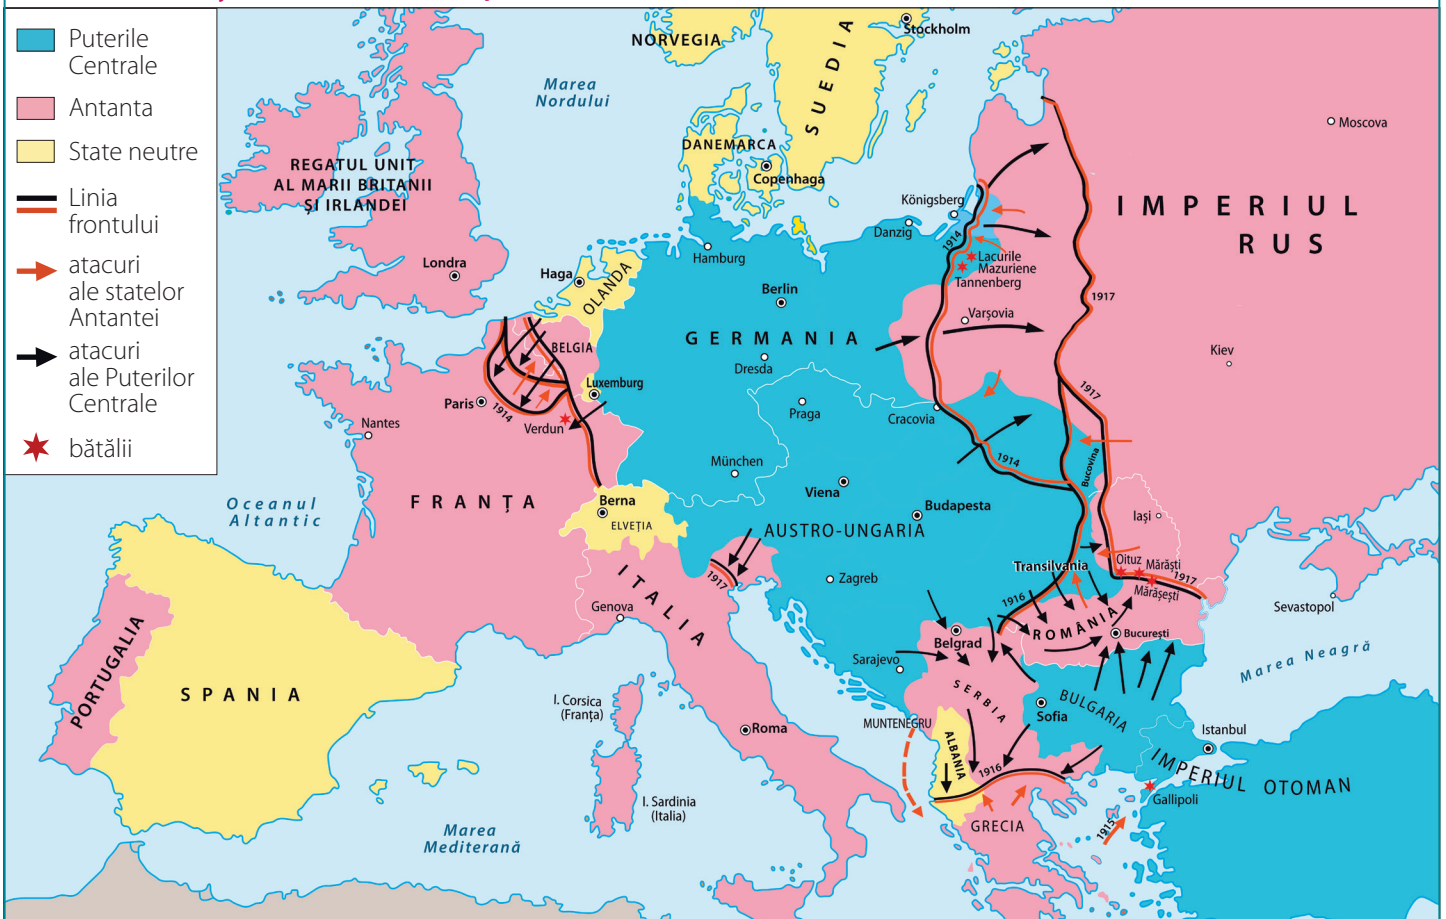 Puterile
Centrale
Antanta
State neutre
Linia
frontului
atacuri
ale statelor
Antantei
atacuri
ale Puterilor
Centrale
bătălii
NORVEGIA
SUEDIA
Stockholm
Marea
Nordului
DANEMARCA
Copenhaga
Moscova
REGATUL UNIT
AL MARII BRITANII
ȘI IRLANDEI
Londra
IMPERIUL
RUS
Königsberg
Danzig
1914
Lacurile
Mazuriene
Tannenberg
Hamburg
Haga
OLANDA
Berlin
GERMANIA
Varșovia
1917
Kiev
BELGIA
Luxemburg
Dresda
Paris
1914
Verdun
Nantes
Praga
Cracovia
1917
München
1914
Bucovina
Viena
Budapesta
Oceanul
Altantic
FRANȚA
Berna
ELVEȚIA
AUSTRO-UNGARIA
Iași
Oituz
Mărăști
Mărășești
1917
Transilvania
1917
Zagreb
1916
Genova
ITALIA
ROMÂNIA
București
Sevastopol
Belgrad
Sarajevo
Marea Neagră
PORTUGALIA
SPANIA
I. Corsica
(Franța)
SERBIA
BULGARIA
Sofia
MUNTENEGRU
ALBANIA
Roma
Istanbul
IMPERIUL OTOMAN
1916
Gallipoli
I. Sardinia
(Italia)
GRECIA
1915
Marea
Mediterană